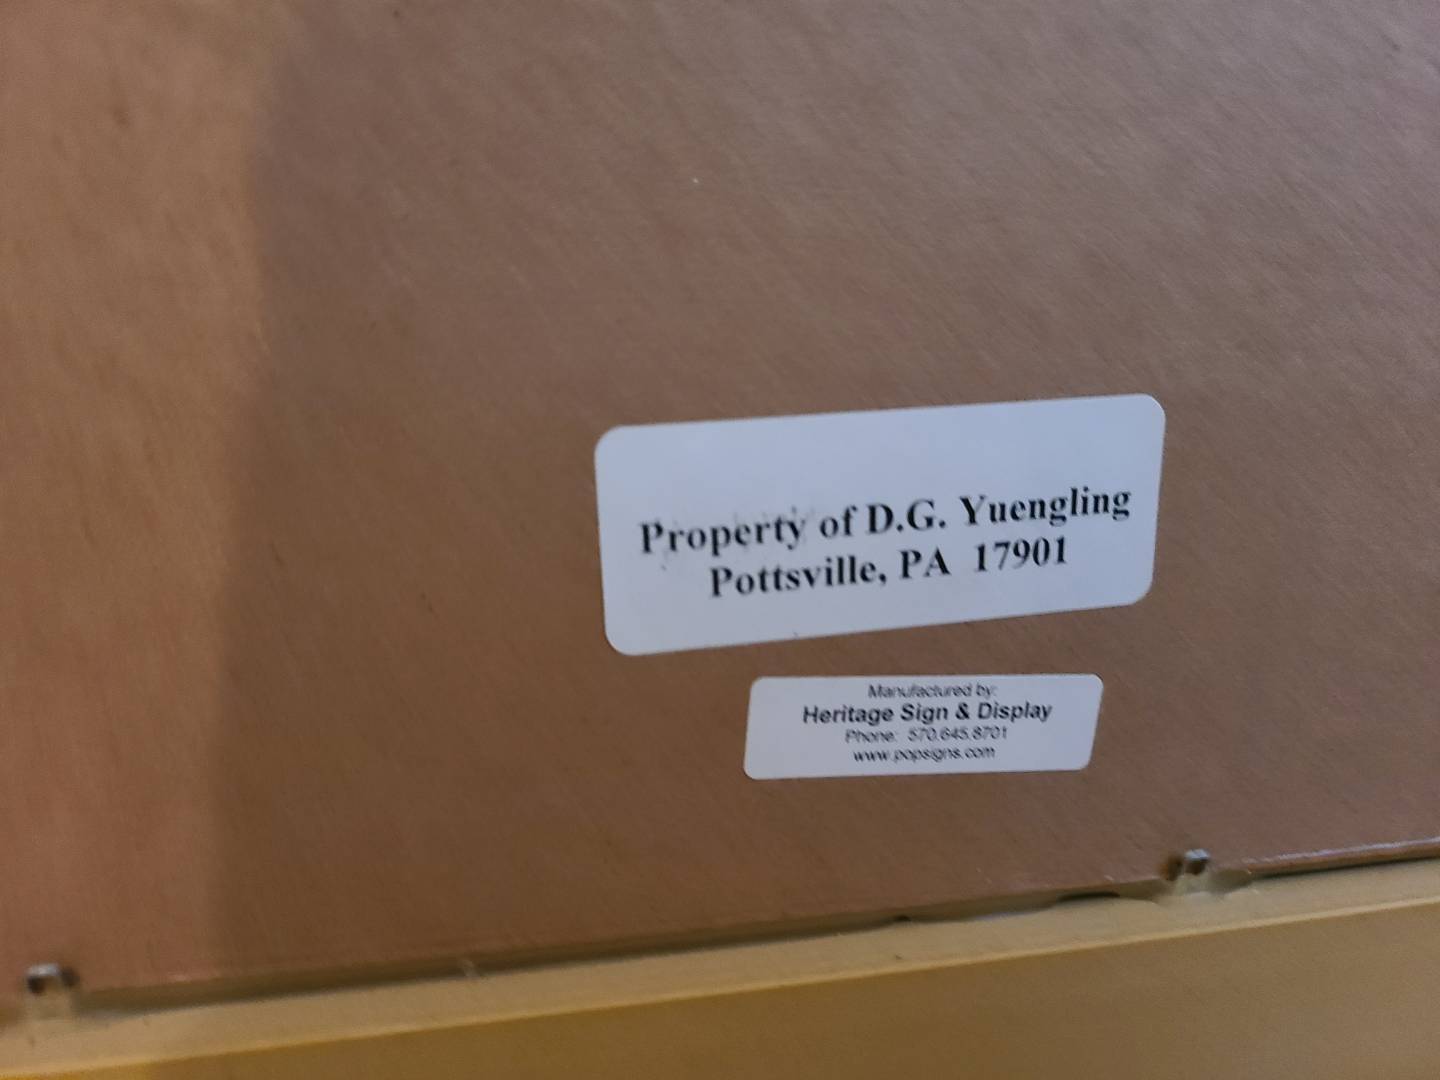 Property of D.G. Yuengling
Pottsville, PA 17901
Manufactured by:
Heritage Sign & Display
Phone: 570.645.8701
www.popsigns.com